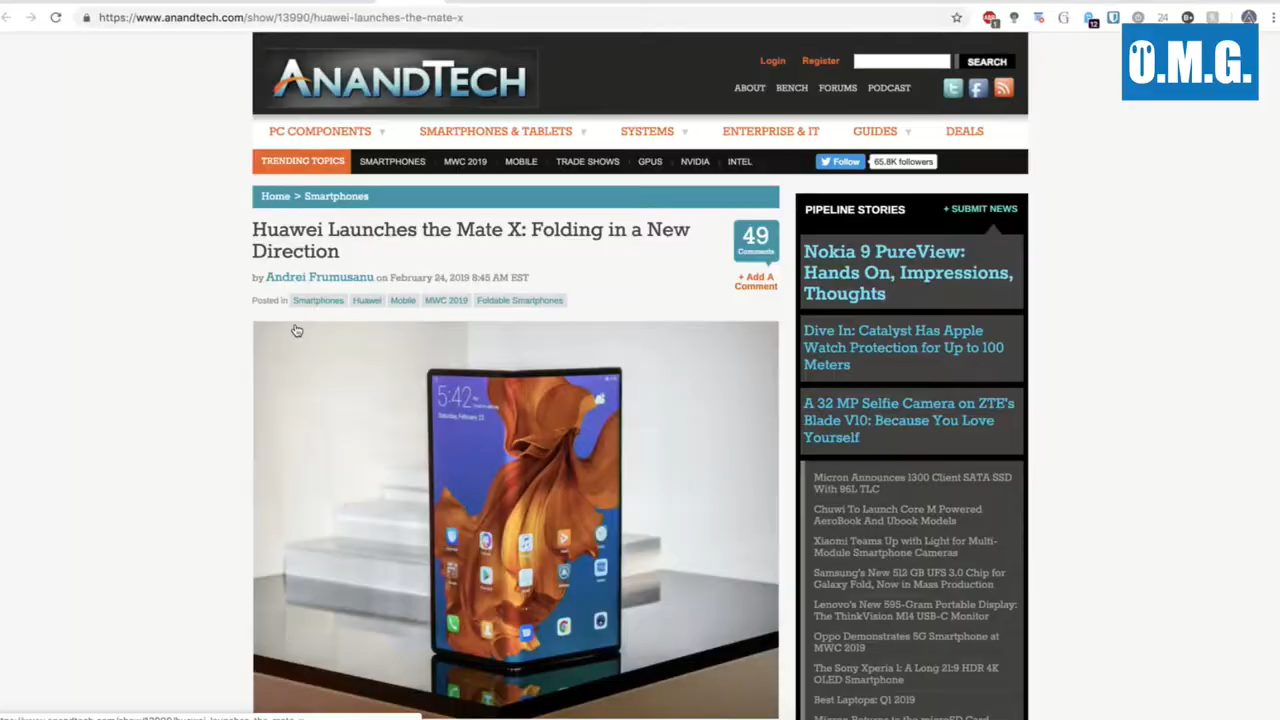 https://www.anandtech.com/show/13990/huawei-launches-the-mate-x
1
12
24
O.M.G.
ANANDTECH
Login Register SEARCH
ABOUT BENCH FORUMS PODCAST
PC COMPONENTS SMARTPHONES & TABLETS SYSTEMS ENTERPRISE & IT GUIDES DEALS
TRENDING TOPICS SMARTPHONES MWC 2019 MOBILE TRADE SHOWS GPUS NVIDIA INTEL Follow 65.8K followers
Home > Smartphones
Huawei Launches the Mate X: Folding in a New
Direction
by Andrei Frumusanu on February 24, 2019 8:45 AM EST
Posted in Smartphones Huawei Mobile MWC 2019 Foldable Smartphones
49
Comments
+ Add A
Comment
5:42
PIPELINE STORIES + SUBMIT NEWS
Nokia 9 PureView:
Hands On, Impressions,
Thoughts
Dive In: Catalyst Has Apple
Watch Protection for Up to 100
Meters
A 32 MP Selfie Camera on ZTE's
Blade V10: Because You Love
Yourself
Micron Announces 1300 Client SATA SSD
With 96L TLC
Chuwi To Launch Core M Powered
AeroBook And Ubook Models
Xiaomi Teams Up with Light for Multi-
Module Smartphone Cameras
Samsung's New 512 GB UFS 3.0 Chip for
Galaxy Fold, Now in Mass Production
Lenovo's New 595-Gram Portable Display:
The ThinkVision M14 USB-C Monitor
Oppo Demonstrates 5G Smartphone at
MWC 2019
The Sony Xperia 1: A Long 21:9 HDR 4K
OLED Smartphone
Best Laptops: Q1 2019